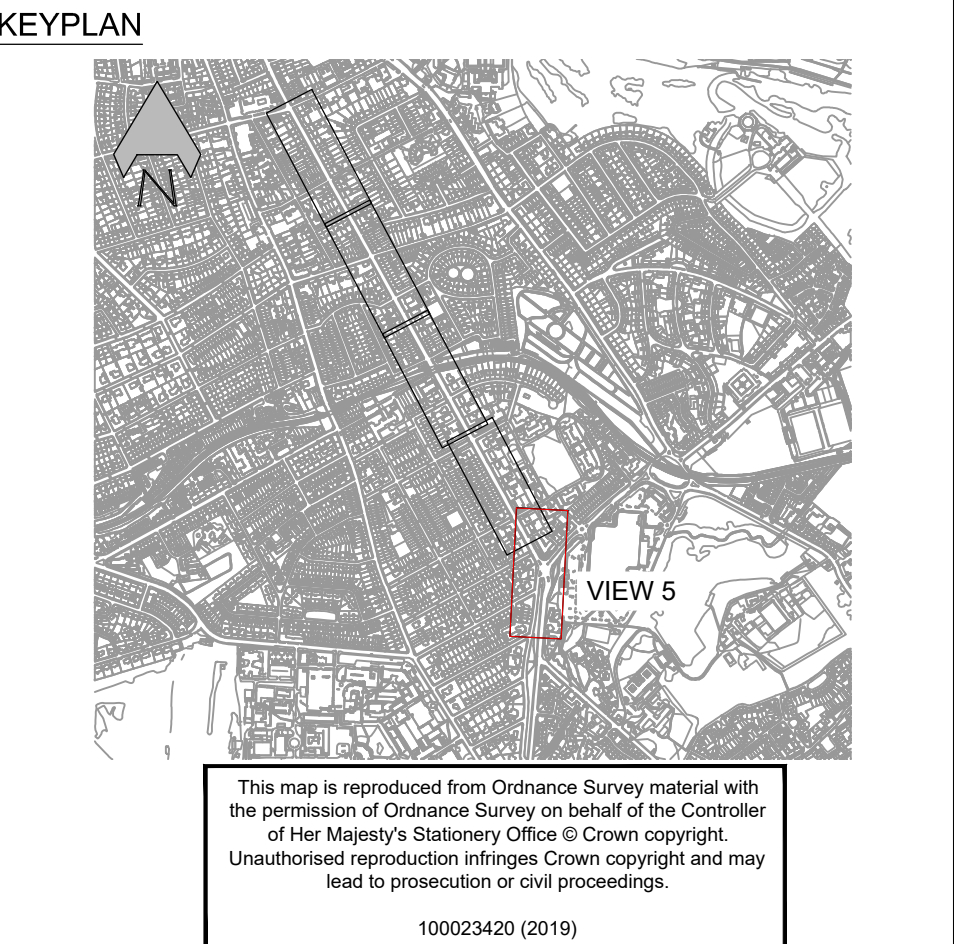 KEYPLAN
N
VIEW 5
This map is reproduced from Ordnance Survey material with
the permission of Ordnance Survey on behalf of the Controller
of Her Majesty's Stationery Office © Crown copyright.
Unauthorised reproduction infringes Crown copyright and may
lead to prosecution or civil proceedings.
100023420 (2019)